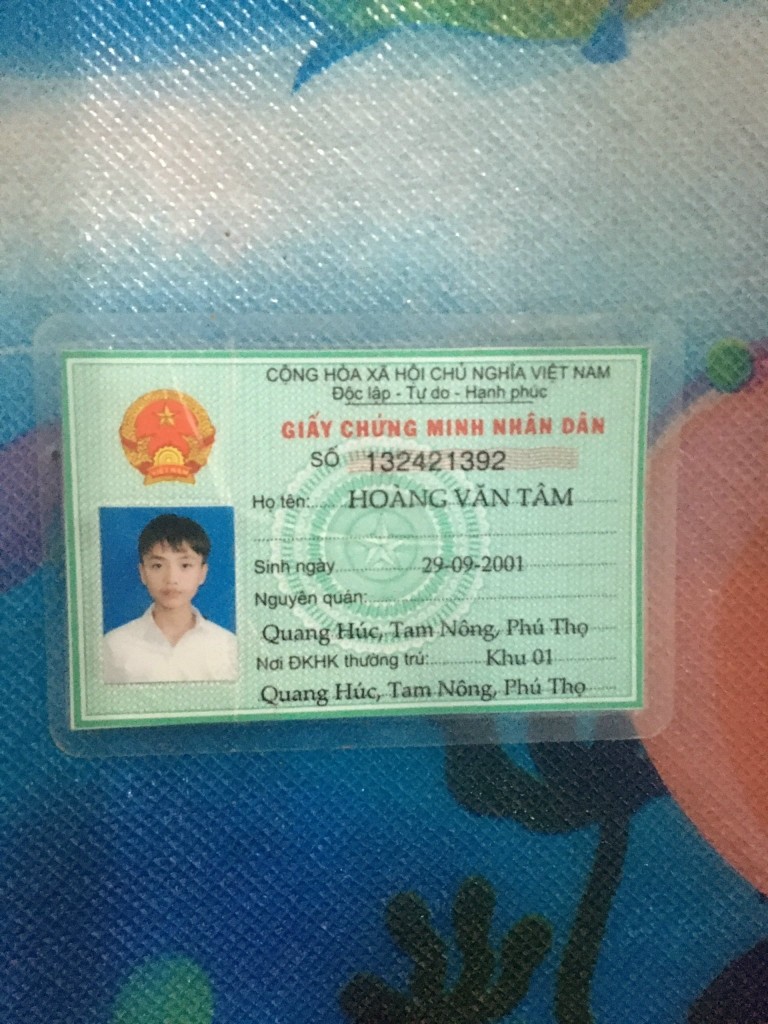 CỘNG HÒA XÃ HỘI CHỦ NGHĨA VIỆT NAM
Độc lập - Tự do - Hạnh phúc
GIẤY CHỨNG MINH NHÂN DÂN
SỐ 132421392
Họ tên: HOÀNG VĂN TÂM
Sinh ngày 29-09-2001
Nguyên quán:
Quang Húc, Tam Nông, Phú Thọ
Nơi ĐKHK thường trú: Khu 01
Quang Húc, Tam Nông, Phú Thọ
VIỆT NAM